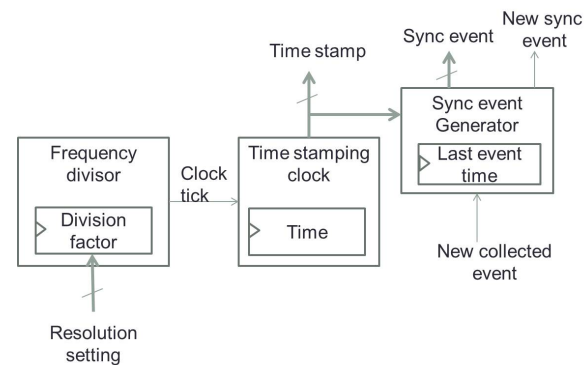 New sync
event
Sync event
Time stamp
Sync event
Generator
Last event
time
Frequency
divisor
Division
factor
Clock
tick
Time stamping
clock
Time
New collected
event
Resolution
setting